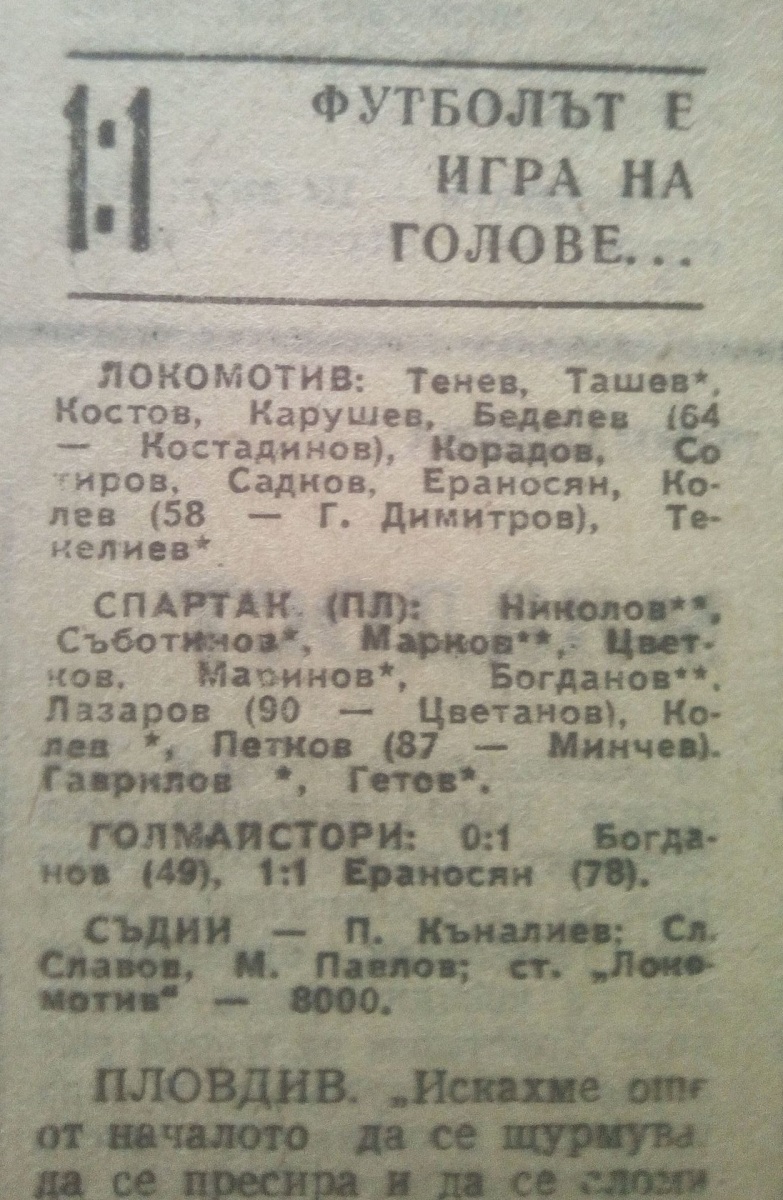 1:1
ФУТБОЛЪТ Е
ИГРА НА
ГОЛОВЕ...
ЛОКОМОТИВ: Тенев, Ташев*,
Костов, Карушев, Беделев (64
— Костадинов), Корадов, Со
тиров, Садков, Ераносян, Ко-
лев (58 — Г. Димитров), Те-
келиев*
СПАРТАК (ПЛ): Николов**,
Съботинов*, Марков**, Цвет-
ков, Маринов*, Богданов**,
Лазаров (90 — Цветанов), Ко-
лев *, Петков (87 — Минчев).
Гаврилов *, Гетов*.
ГОЛМАЙСТОРИ: 0:1 Богда-
нов (49), 1:1 Ераносян (78).
СЪДИИ — П. Къналиев; Сл.
Славов, М. Павлов; ст. „Локо-
мотив“ — 8000.
ПЛОВДИВ. „Искахме още
от началото да се щурмува
да се пресира и да се сломи